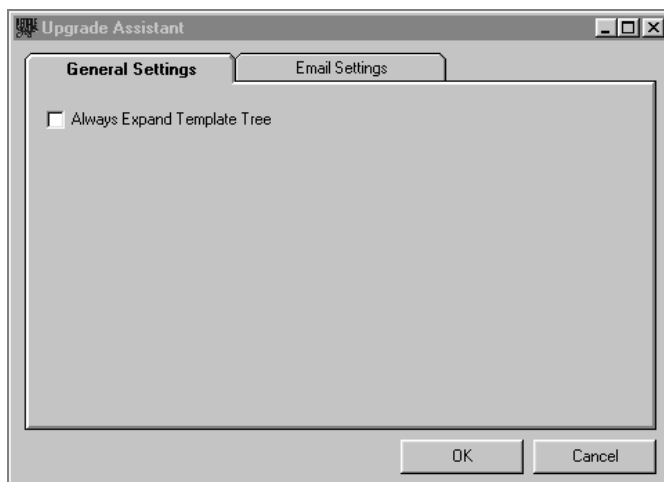 Upgrade Assistant
General Settings
Email Settings
Always Expand Template Tree
OK
Cancel